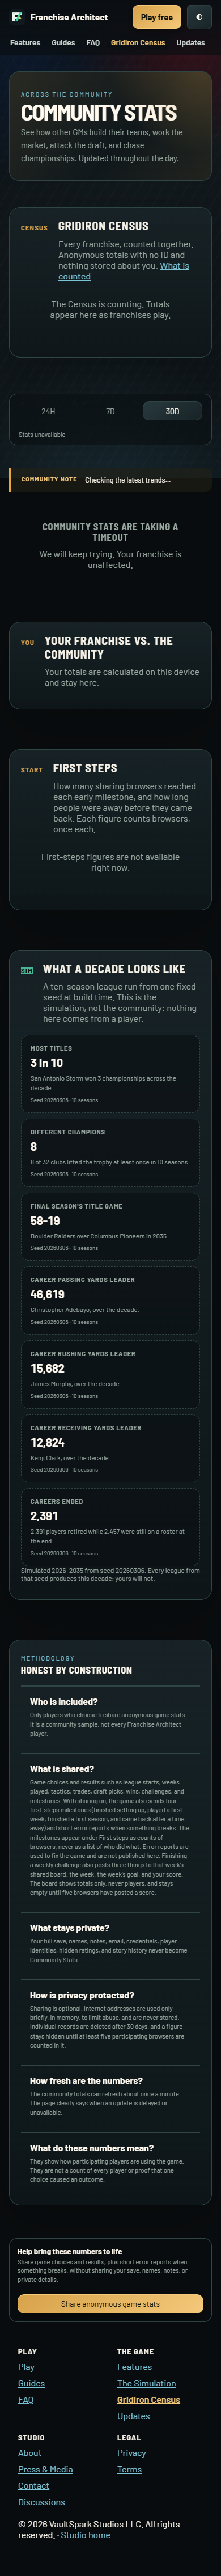 Franchise Architect
Play free
Features Guides FAQ Gridiron Census Updates
ACROSS THE COMMUNITY
COMMUNITY STATS
See how other GMs build their team, work the
market, attack the draft, and chase
championships. Updated throughout the day.
CENSUS GRIDIRON CENSUS
Every franchise, counted together.
Anonymous totals with no ID and
nothing stored about you. What is
counted
The Census is counting. Totals
appear here as franchises play.
24H 7D 30D
Stats unavailable
COMMUNITY NOTE Checking the latest trends…
COMMUNITY STATS ARE TAKING A
TIMEOUT
We will keep trying. Your franchise is
unaffected.
YOU YOUR FRANCHISE VS. THE
COMMUNITY
Your totals are calculated on this device
and stay here.
START FIRST STEPS
How many sharing browsers reached
each early milestone, and how long
people were away before they came
back. Each figure counts browsers,
once each.
First-steps figures are not available
right now.
WHAT A DECADE LOOKS LIKE
A ten-season league run from one fixed
seed at build time. This is the
simulation, not the community; nothing
here comes from a player.
MOST TITLES
3 in 10
San Antonio Storm won 3 championships across the
decade.
Seed 20260306 · 10 seasons
DIFFERENT CHAMPIONS
8
8 of 32 clubs lifted the trophy at least once in 10 seasons.
Seed 20260306 · 10 seasons
FINAL SEASON'S TITLE GAME
58-19
Boulder Raiders over Columbus Pioneers in 2035.
Seed 20260306 · 10 seasons
CAREER PASSING YARDS LEADER
46,619
Christopher Adebayo, over the decade.
Seed 20260306 · 10 seasons
CAREER RUSHING YARDS LEADER
15,682
James Murphy, over the decade.
Seed 20260306 · 10 seasons
CAREER RECEIVING YARDS LEADER
12,824
Kenji Clark, over the decade.
Seed 20260306 · 10 seasons
CAREERS ENDED
2,391
2,391 players retired while 2,457 were still on a roster at
the end.
Seed 20260306 · 10 seasons
Simulated 2026-2035 from seed 20260306. Every league from
that seed produces this decade; yours will not.
METHODOLOGY
HONEST BY CONSTRUCTION
Who is included?
Only players who choose to share anonymous game stats.
It is a community sample, not every Franchise Architect
player.
What is shared?
Game choices and results such as league starts, weeks
played, tactics, trades, draft picks, wins, challenges, and
milestones. With sharing on, the game also sends four
first-steps milestones (finished setting up, played a first
week, finished a first season, and came back after a time
away) and short error reports when something breaks. The
milestones appear under First steps as counts of
browsers, never as a list of who did what. Error reports are
used to fix the game and are not published here. Finishing
a weekly challenge also posts three things to that week's
shared board: the week, the week's goal, and your score.
The board shows totals only, never players, and stays
empty until five browsers have posted a score.
What stays private?
Your full save, names, notes, email, credentials, player
identities, hidden ratings, and story history never become
Community Stats.
How is privacy protected?
Sharing is optional. Internet addresses are used only
briefly, in memory, to limit abuse, and are never stored.
Individual records are deleted after 30 days, and a figure
stays hidden until at least five participating browsers are
counted in it.
How fresh are the numbers?
The community totals can refresh about once a minute.
The page clearly says when an update is delayed or
unavailable.
What do these numbers mean?
They show how participating players are using the game.
They are not a count of every player or proof that one
choice caused an outcome.
Help bring these numbers to life
Share game choices and results, plus short error reports when
something breaks, without sharing your save, names, notes, or
private details.
Share anonymous game stats
PLAY
Play
Guides
FAQ
THE GAME
Features
The Simulation
Gridiron Census
Updates
STUDIO
About
Press & Media
Contact
Discussions
LEGAL
Privacy
Terms
© 2026 VaultSpark Studios LLC. All rights
reserved. · Studio home